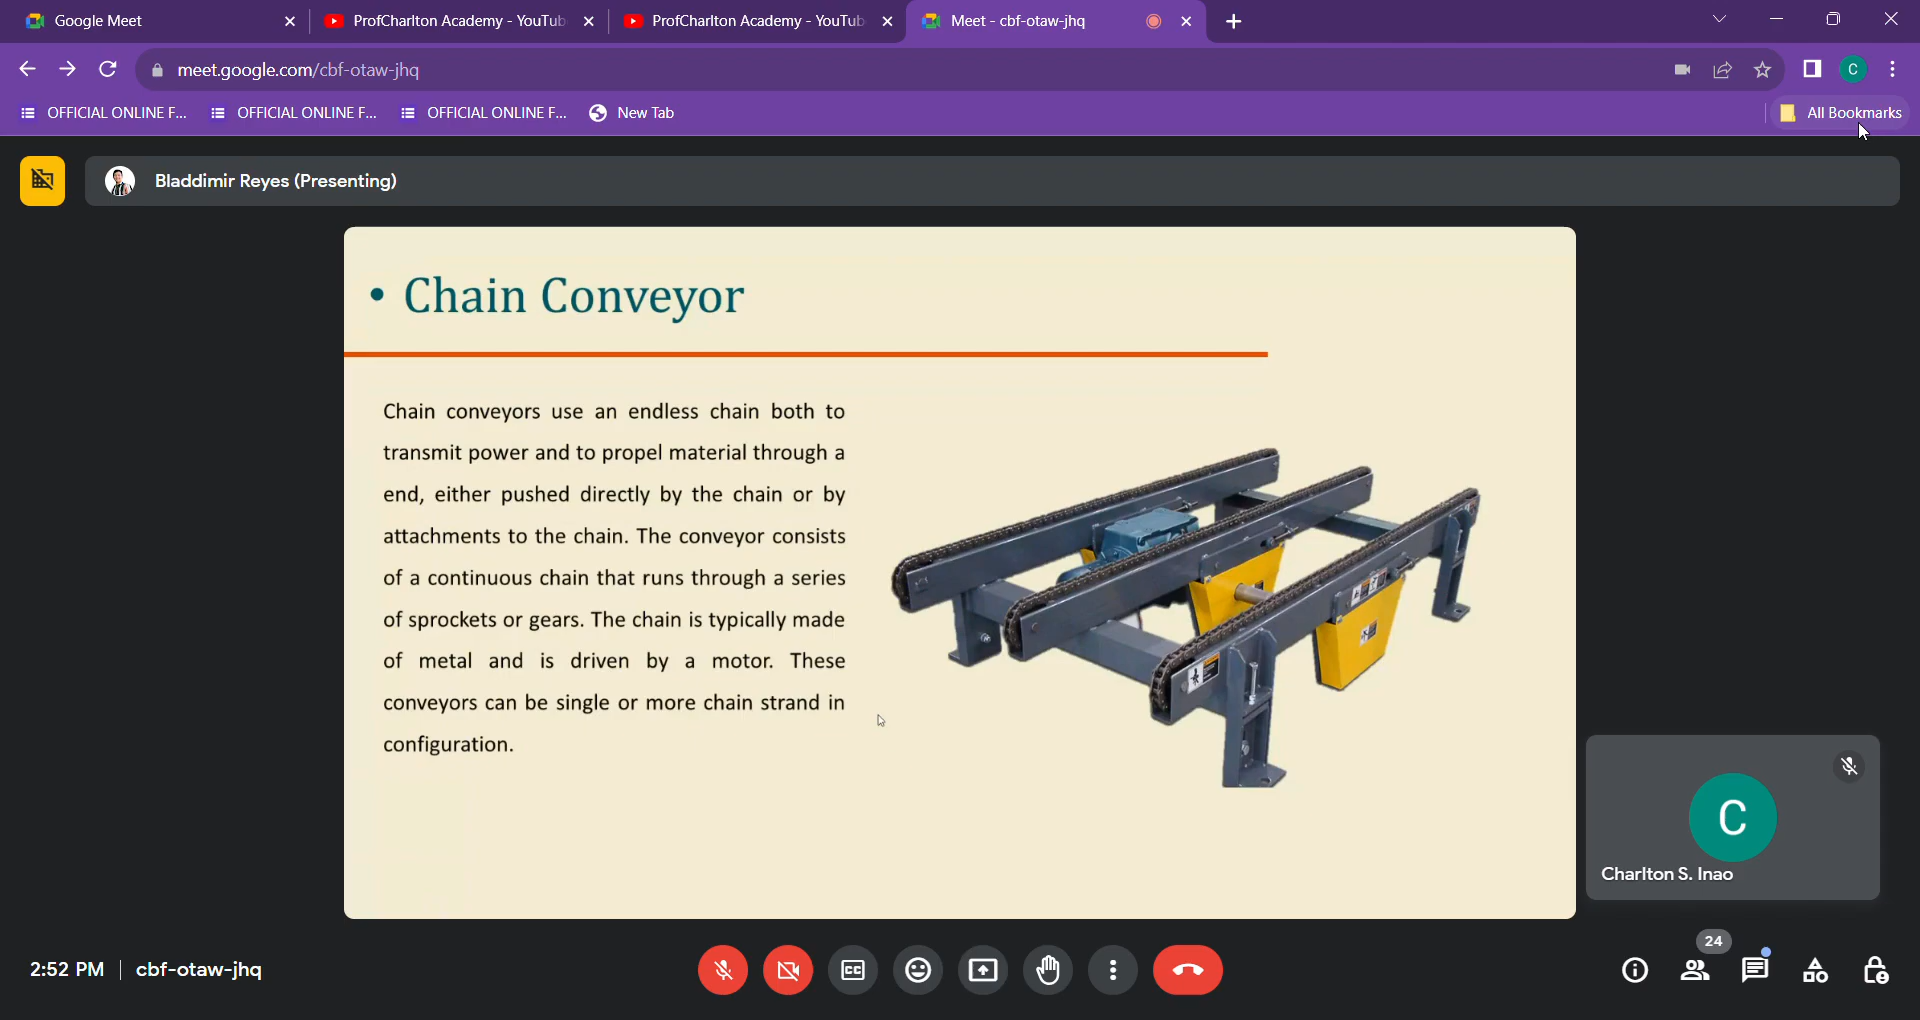 Google Meet
ProfCharlton Academy - YouTub
ProfCharlton Academy - YouTub
Meet - cbf-otaw-jhq
meet.google.com/cbf-otaw-jhq
C
OFFICIAL ONLINE F...
OFFICIAL ONLINE F...
OFFICIAL ONLINE F...
New Tab
All Bookmarks
Bladdimir Reyes (Presenting)
• Chain Conveyor
Chain conveyors use an endless chain both to
transmit power and to propel material through a
end, either pushed directly by the chain or by
attachments to the chain. The conveyor consists
of a continuous chain that runs through a series
of sprockets or gears. The chain is typically made
of metal and is driven by a motor. These
conveyors can be single or more chain strand in
configuration.
C
Charlton S. Inao
2:52 PM | cbf-otaw-jhq
CC
24